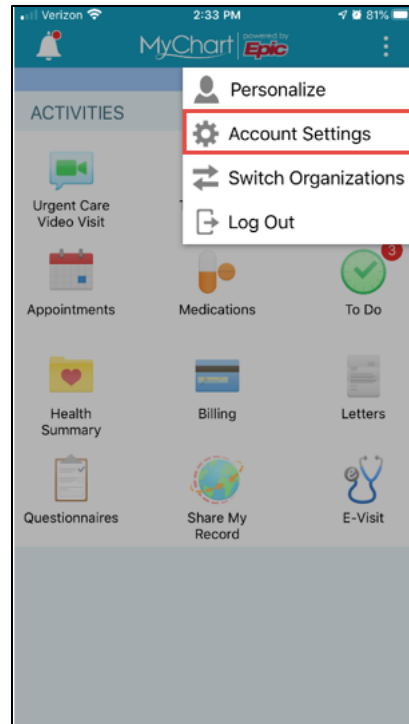 Verizon 2:33 PM 81%
MyChart powered by Epic
Personalize
ACTIVITIES
Account Settings
Switch Organizations
Urgent Care
Video Visit
Log Out
3
Appointments Medications To Do
Health
Summary
Billing
Letters
Questionnaires
Share My
Record
E-Visit